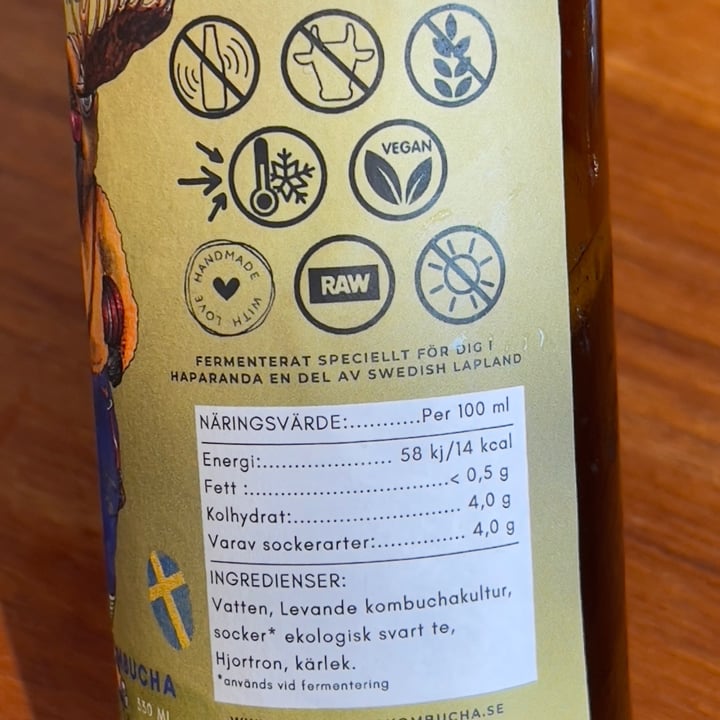 VEGAN
HANDMADE WITH LOVE
RAW
FERMENTERAT SPECIELLT FÖR DIG I
HAPARANDA EN DEL AV SWEDISH LAPLAND
NÄRINGSVÄRDE:............Per 100 ml
Energi:.................... 58 kj/14 kcal
Fett :..............................< 0,5 g
Kolhydrat:......................... 4,0 g
Varav sockerarter:............. 4,0 g
INGREDIENSER:
Vatten, Levande kombuchakultur,
socker* ekologisk svart te,
Hjortron, kärlek.
*används vid fermentering
330 ML